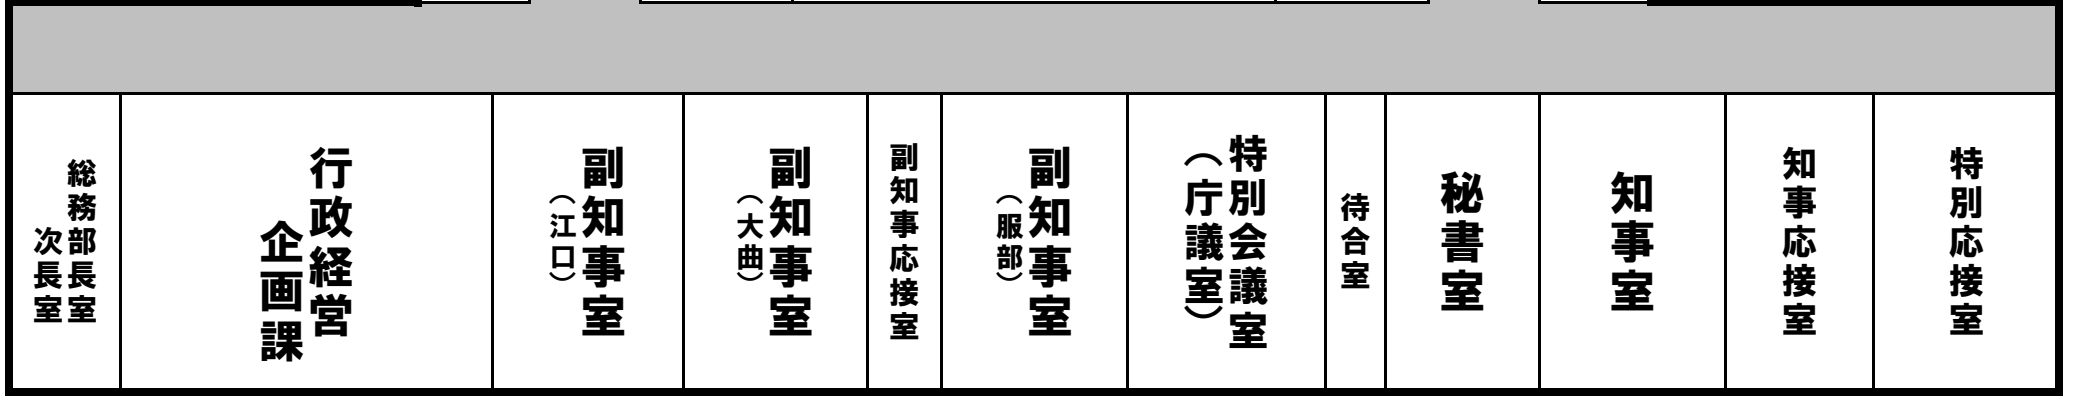 総務部長室
次長室
行政経営
企画課
副知事室
（江口）
副知事室
（大曲）
副知事応接室
副知事室
（服部）
特別会議室
（庁議室）
待合室
秘書室
知事室
知事応接室
特別応接室